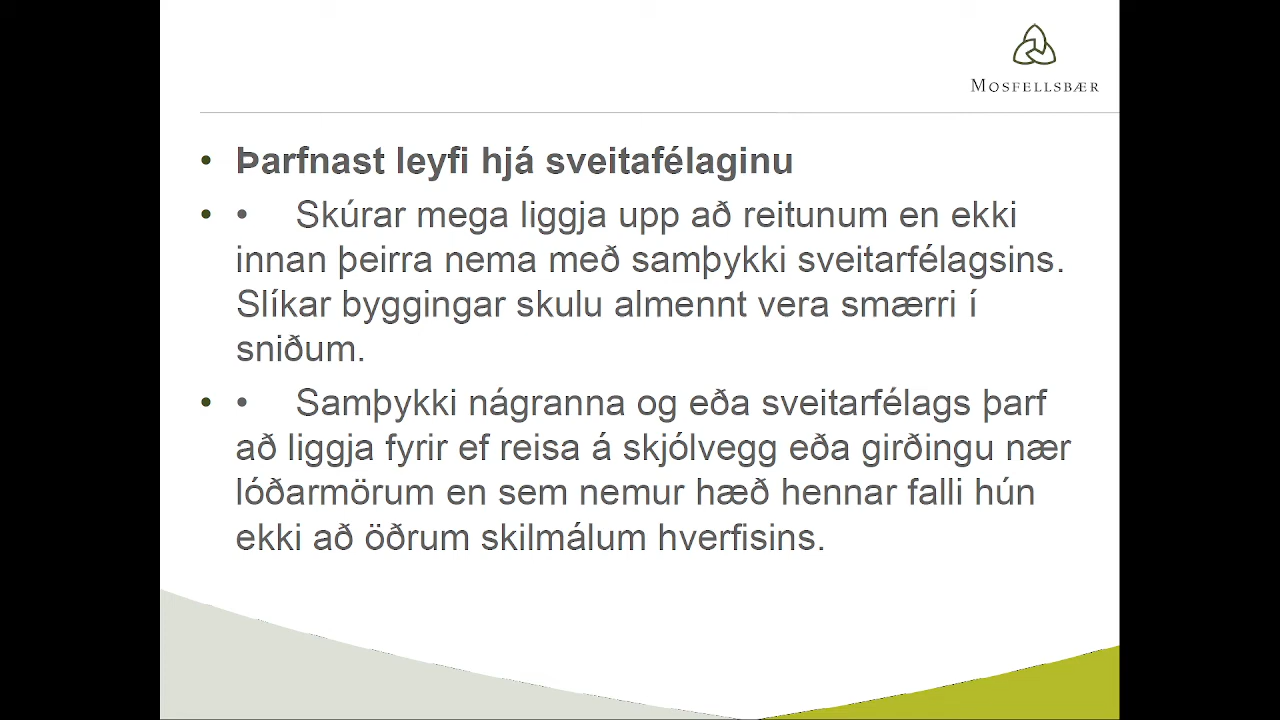 MOSFELLSBÆR
• Þarfnast leyfi hjá sveitafélaginu
• • Skúrar mega liggja upp að reitunum en ekki
innan þeirra nema með samþykki sveitarfélagsins.
Slíkar byggingar skulu almennt vera smærri í
sniðum.
• • Samþykki nágranna og eða sveitarfélags þarf
að liggja fyrir ef reisa á skjólvegg eða girðingu nær
lóðarmörum en sem nemur hæð hennar falli hún
ekki að öðrum skilmálum hverfisins.